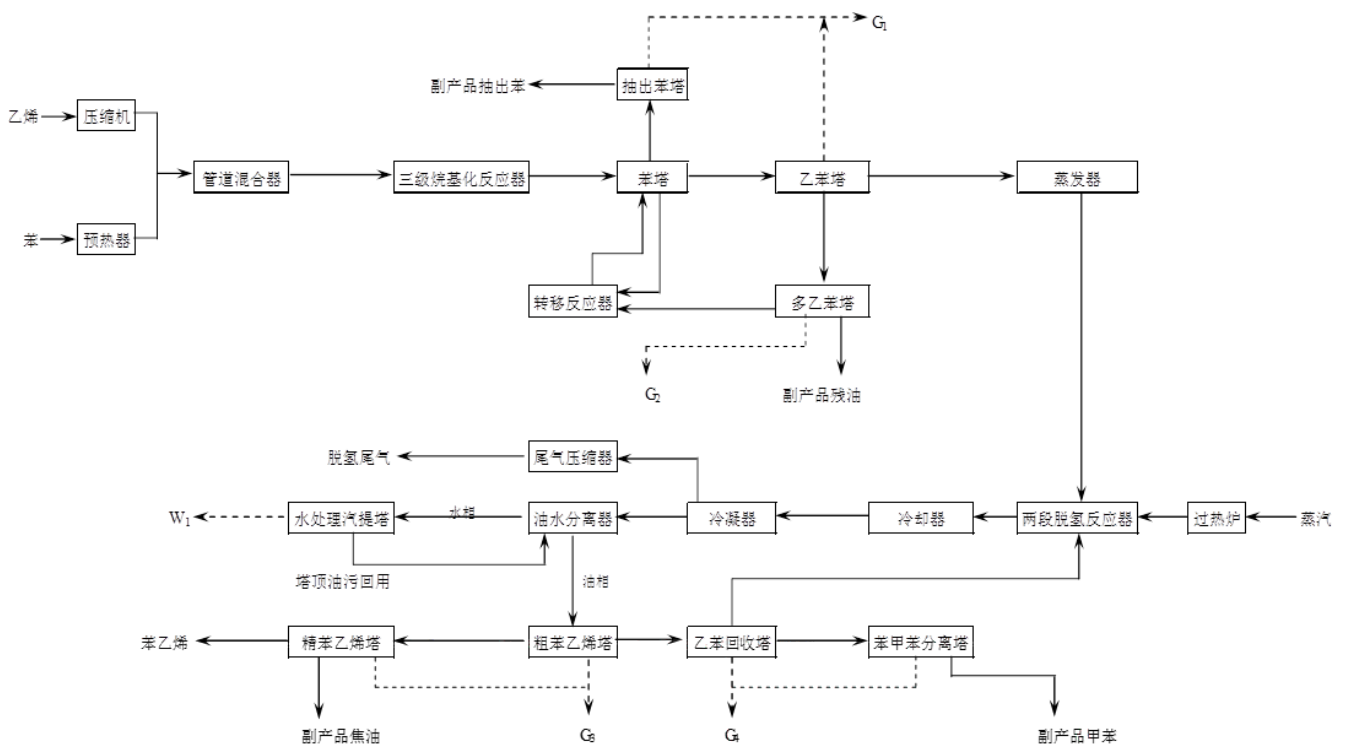 G₁
副产品抽出苯
抽出苯塔
乙烯
压缩机
管道混合器
三级烷基化反应器
苯塔
乙苯塔
蒸发器
苯
预热器
转移反应器
多乙苯塔
G₂
副产品残油
脱氢尾气
尾气压缩器
W₁
水处理汽提塔
水相
油水分离器
冷凝器
冷却器
两段脱氢反应器
过热炉
蒸汽
塔顶油污回用
油相
苯乙烯
精苯乙烯塔
粗苯乙烯塔
乙苯回收塔
苯甲苯分离塔
副产品焦油
G₃
G₄
副产品甲苯